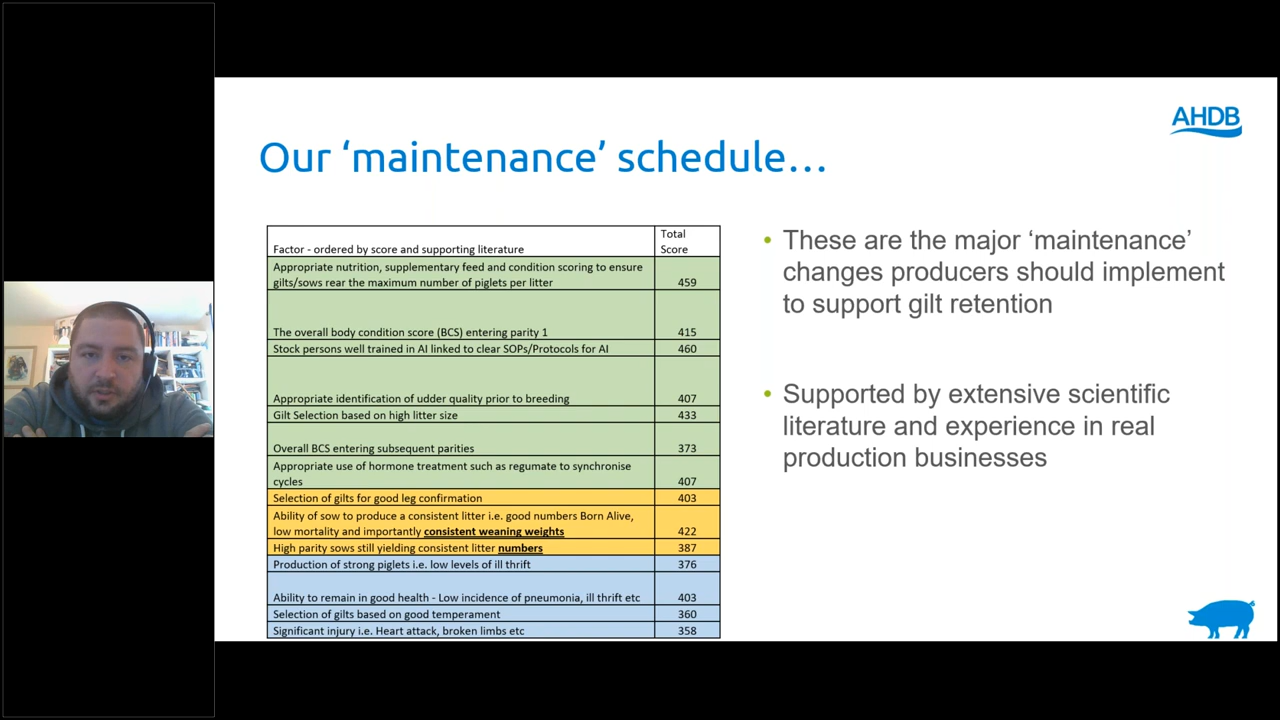 AHDB
Our ‘maintenance’ schedule…
Factor - ordered by score and supporting literature
Total
Score
Appropriate nutrition, supplementary feed and condition scoring to ensure
gilts/sows rear the maximum number of piglets per litter
459
The overall body condition score (BCS) entering parity 1
415
Stock persons well trained in AI linked to clear SOPs/Protocols for AI
460
Appropriate identification of udder quality prior to breeding
407
Gilt Selection based on high litter size
433
Overall BCS entering subsequent parities
373
Appropriate use of hormone treatment such as regumate to synchronise
cycles
407
Selection of gilts for good leg confirmation
403
Ability of sow to produce a consistent litter i.e. good numbers Born Alive,
low mortality and importantly consistent weaning weights
422
High parity sows still yielding consistent litter numbers
387
Production of strong piglets i.e. low levels of ill thrift
376
Ability to remain in good health - Low incidence of pneumonia, ill thrift etc
403
Selection of gilts based on good temperament
360
Significant injury i.e. Heart attack, broken limbs etc
358
• These are the major ‘maintenance’
changes producers should implement
to support gilt retention
• Supported by extensive scientific
literature and experience in real
production businesses